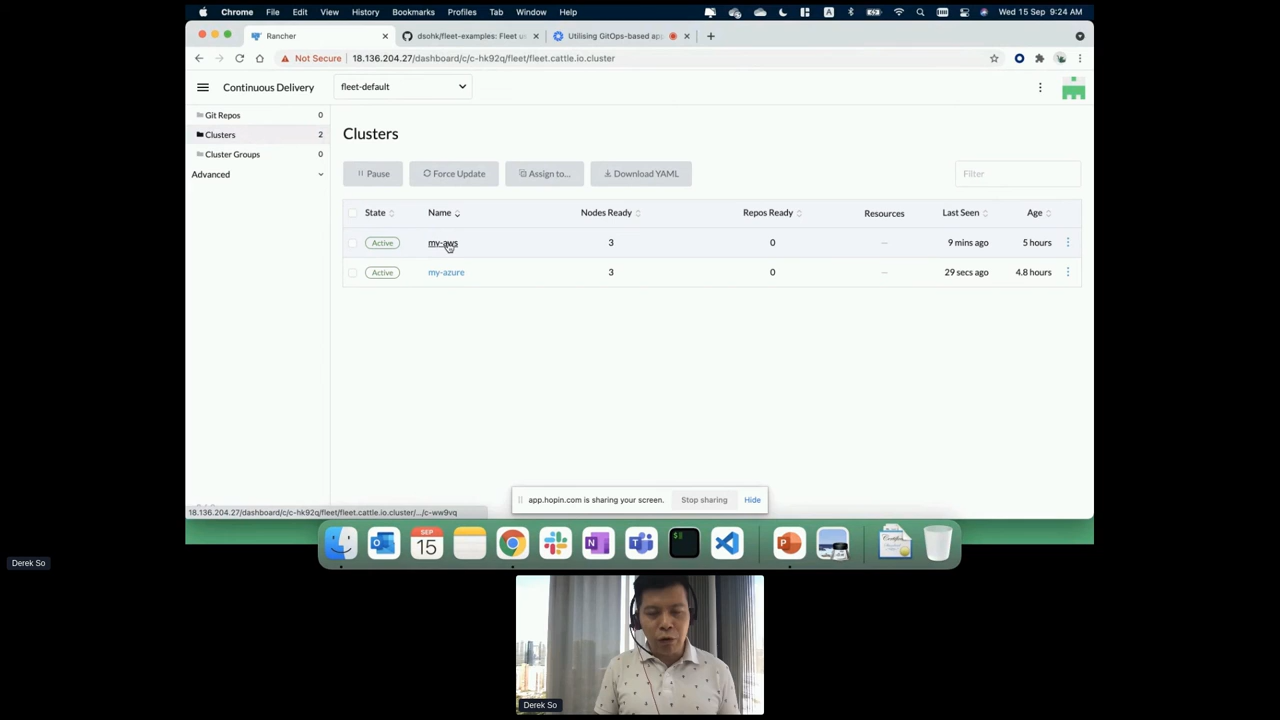 Chrome File Edit View History Bookmarks Profiles Tab Window Help Wed 15 Sep 9:24 AM
Rancher dsohk/fleet-examples: Fleet us Utilising GitOps-based app
Not Secure 18.136.204.27/dashboard/c/c-hk92q/fleet/fleet.cattle.io.cluster
Continuous Delivery fleet-default
Git Repos 0
Clusters 2
Cluster Groups 0
Advanced
Clusters
Pause Force Update Assign to... Download YAML Filter
State Name Nodes Ready Repos Ready Resources Last Seen Age
Active my-aws 3 0 — 9 mins ago 5 hours
Active my-azure 3 0 — 29 secs ago 4.8 hours
app.hopin.com is sharing your screen. Stop sharing Hide
18.136.204.27/dashboard/c/c-hk92q/fleet/fleet.cattle.io.cluster/.../c-ww9vq
SEP
15
Derek So
Derek So